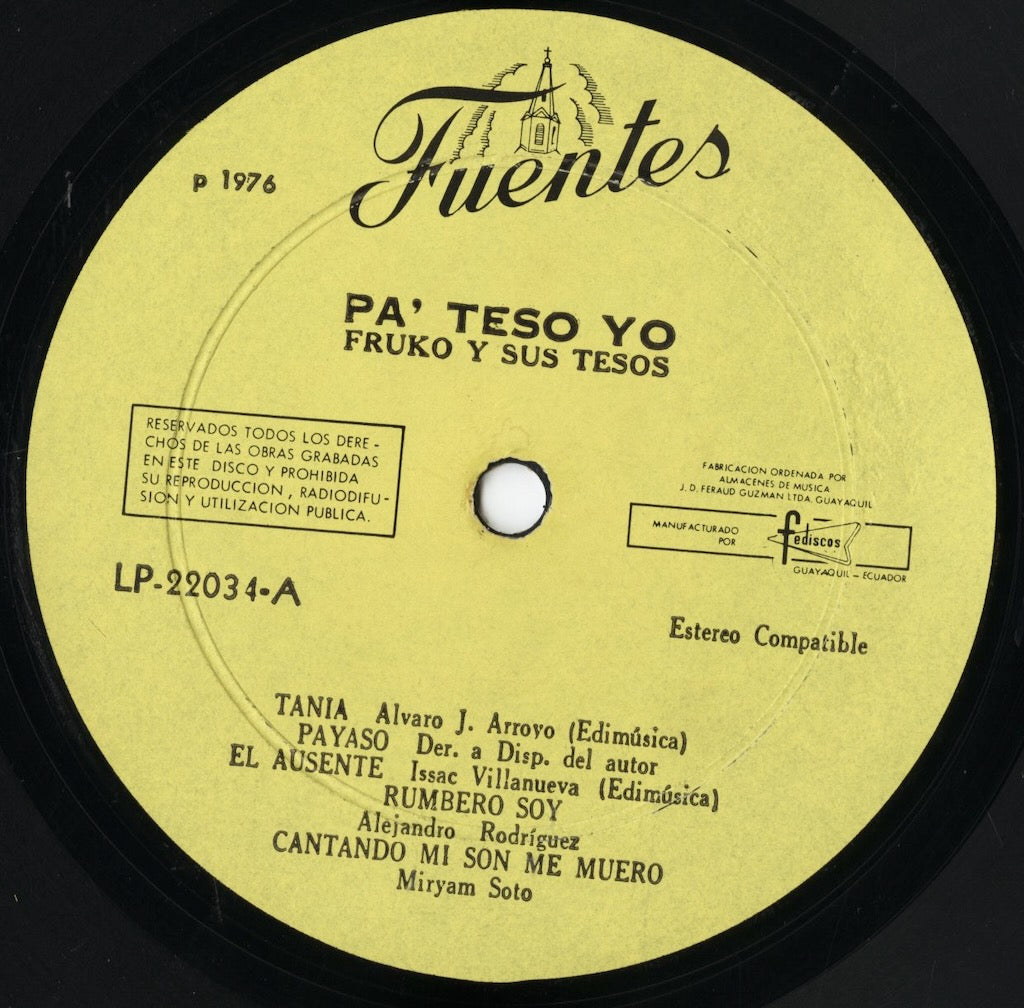 Fuentes
p 1976
PA' TESO YO
FRUKO Y SUS TESOS
RESERVADOS TODOS LOS DERE-
CHOS DE LAS OBRAS GRABADAS
EN ESTE DISCO Y PROHIBIDA
SU REPRODUCCION, RADIODIFU-
SION Y UTILIZACION PUBLICA.
FABRICACION ORDENADA POR
ALMACENES DE MUSICA
J. D. FERAUD GUZMAN LTDA. GUAYAQUIL
MANUFACTURADO
POR
fediscos
GUAYAQUIL - ECUADOR
LP-22034-A
Estereo Compatible
TANIA Alvaro J. Arroyo (Edimúsica)
PAYASO Der. a Disp. del autor
EL AUSENTE Issac Villanueva (Edimúsica)
RUMBERO SOY
Alejandro Rodríguez
CANTANDO MI SON ME MUERO
Miryam Soto